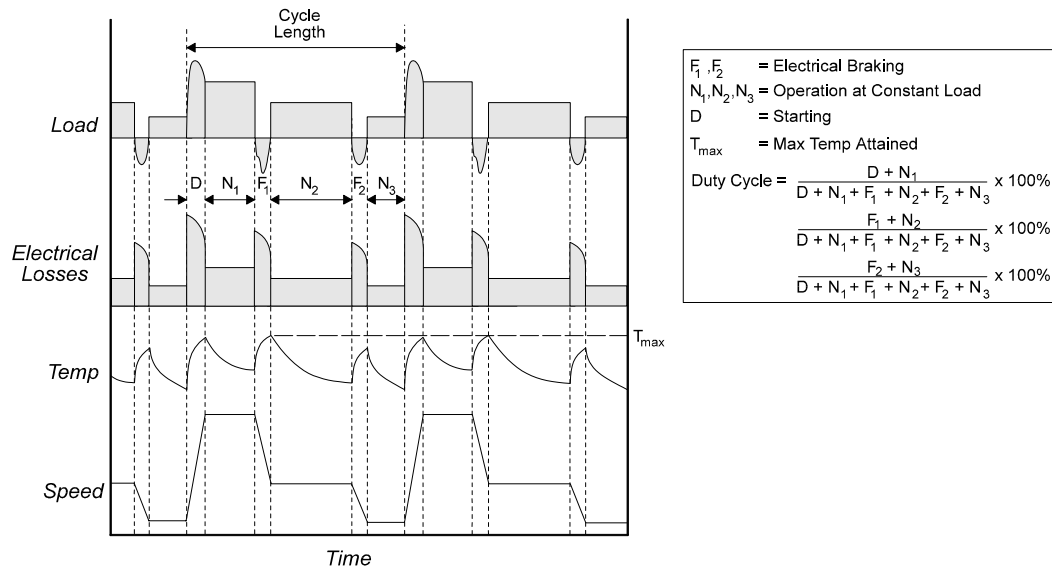 Cycle
Length
Load
D N₁ F₁ N₂ F₂ N₃
Electrical
Losses
Tmax
Temp
Speed
Time
F₁,F₂ = Electrical Braking
N₁,N₂,N₃ = Operation at Constant Load
D = Starting
Tmax = Max Temp Attained
Duty Cycle = D + N₁ / D + N₁ + F₁ + N₂ + F₂ + N₃ x 100%
F₁ + N₂ / D + N₁ + F₁ + N₂ + F₂ + N₃ x 100%
F₂ + N₃ / D + N₁ + F₁ + N₂ + F₂ + N₃ x 100%